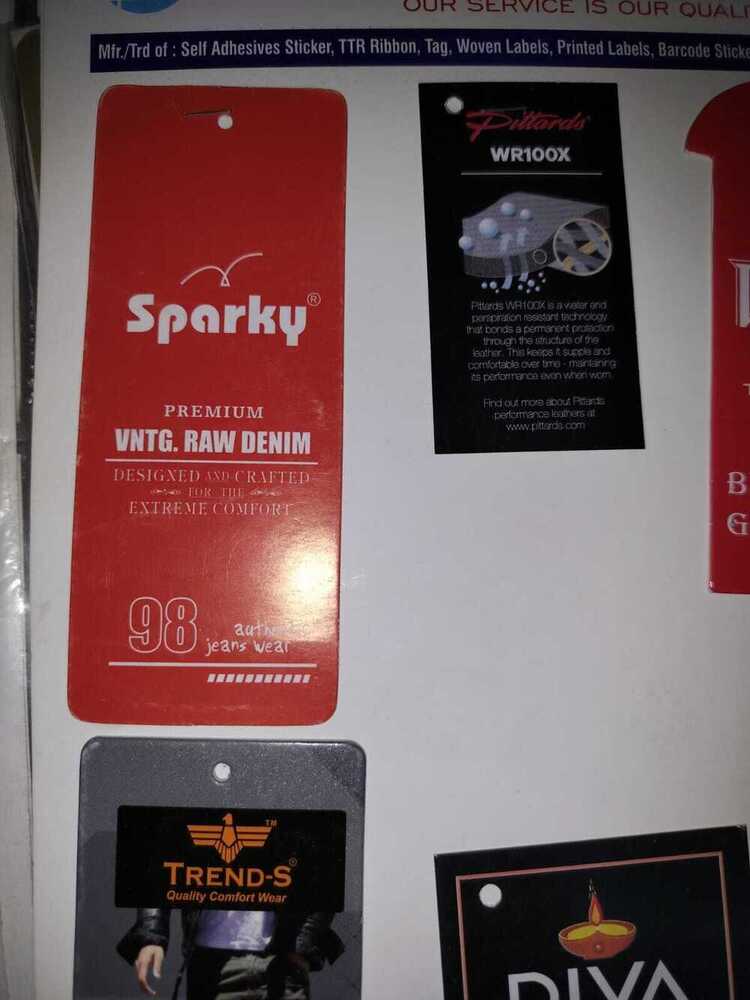 OUR SERVICE IS OUR
Mfr./Trd of : Self Adhesives Sticker, TTR Ribbon, Tag, Woven Labels, Printed Labels, Barcode
Sparky®
PREMIUM
VNTG. RAW DENIM
DESIGNED AND CRAFTED
FOR THE
EXTREME COMFORT
98
jeans wear
Pittards
WR100X
Pittards WR100X is a water and
perspiration resistant technology
that bonds a permanent protection
through the structure of the
leather. This keeps it supple and
comfortable over time - maintaining
its performance even when worn.
Find out more about Pittards
performance leathers at
www.pittards.com
B
G
TM
TREND-S®
Quality Comfort Wear
DIYA